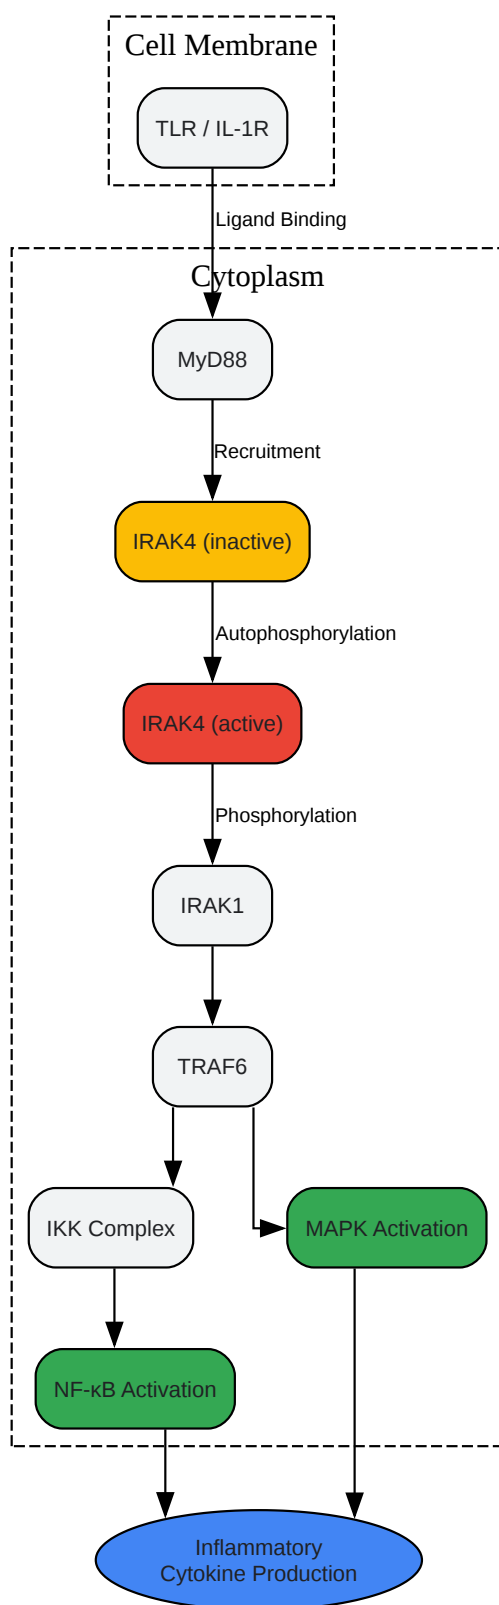 Cell Membrane
TLR / IL-1R
Ligand Binding
Cytoplasm
MyD88
Recruitment
IRAK4 (inactive)
Autophosphorylation
IRAK4 (active)
Phosphorylation
IRAK1
TRAF6
IKK Complex
MAPK Activation
NF-κB Activation
Inflammatory
Cytokine Production